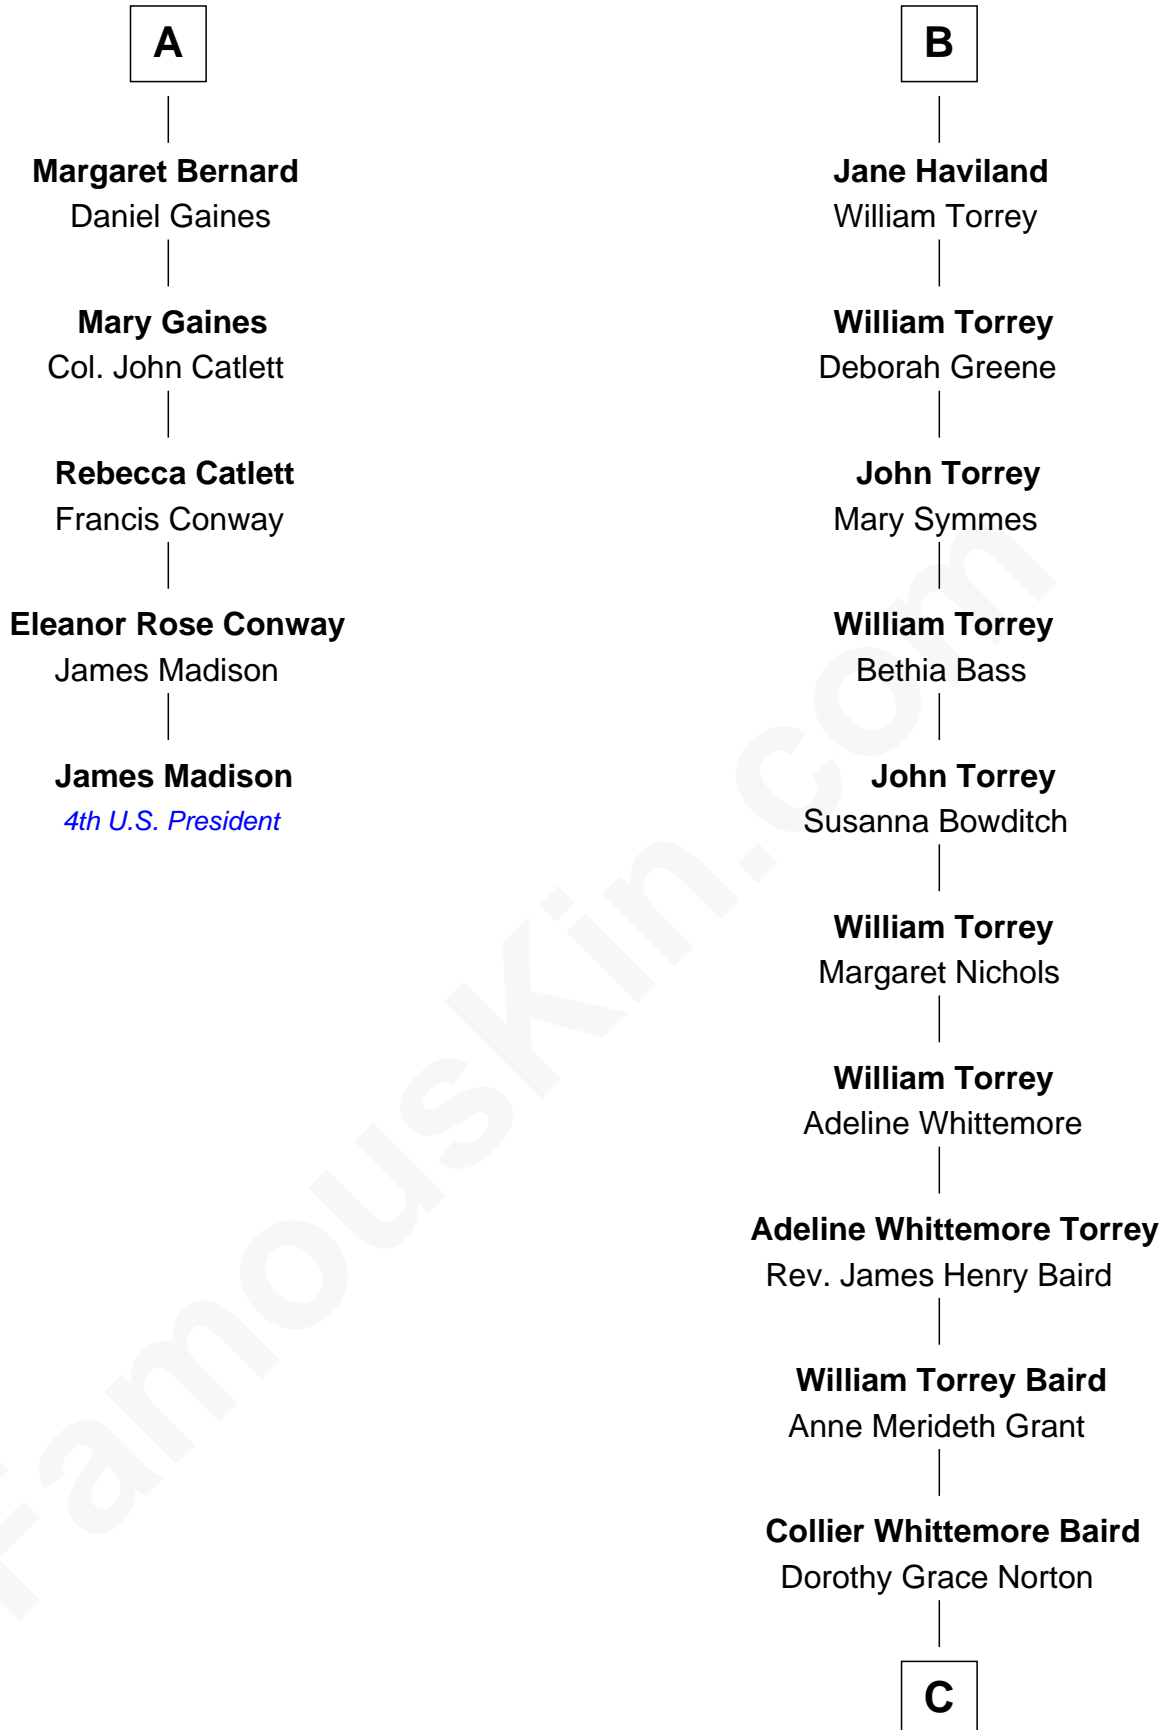 A
Margaret Bernard
Daniel Gaines
Mary Gaines
Col. John Catlett
Rebecca Catlett
Francis Conway
Eleanor Rose Conway
James Madison
James Madison
4th U.S. President
B
Jane Haviland
William Torrey
William Torrey
Deborah Greene
John Torrey
Mary Symmes
William Torrey
Bethia Bass
John Torrey
Susanna Bowditch
William Torrey
Margaret Nichols
William Torrey
Adeline Whittemore
Adeline Whittemore Torrey
Rev. James Henry Baird
William Torrey Baird
Anne Merideth Grant
Collier Whittemore Baird
Dorothy Grace Norton
C
FamousKin.com